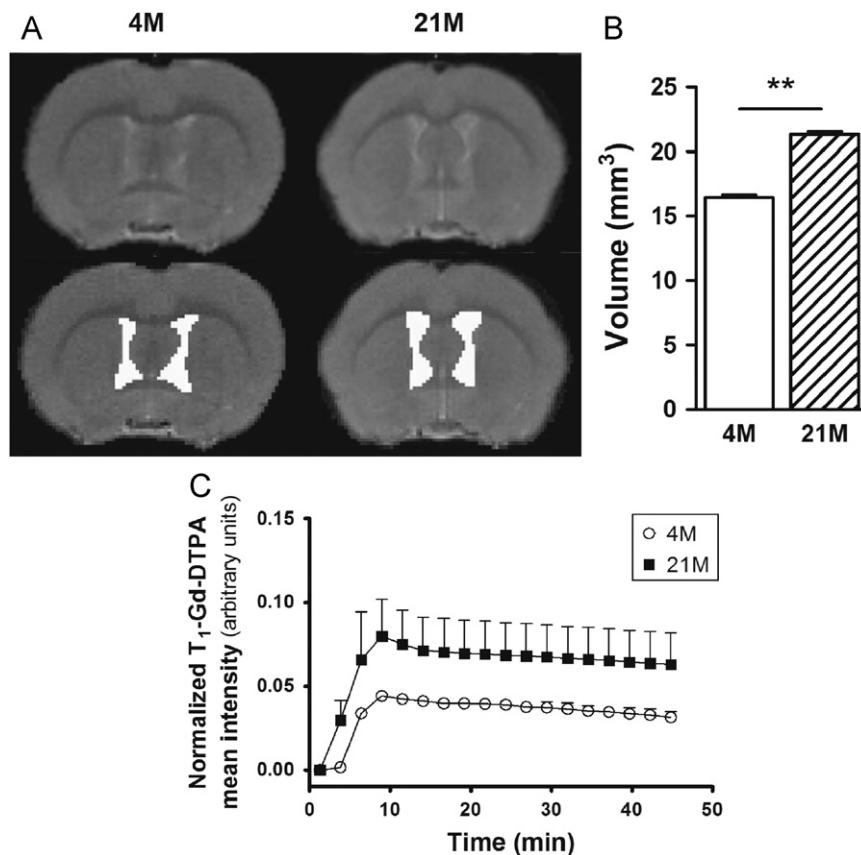 A
4M
21M
B
**
25
20
15
10
5
0
Volume (mm³)
4M
21M
C
0.15
0.10
0.05
0.00
Normalized T₁-Gd-DTPA
mean intensity (arbitrary units)
4M
21M
0
10
20
30
40
50
Time (min)